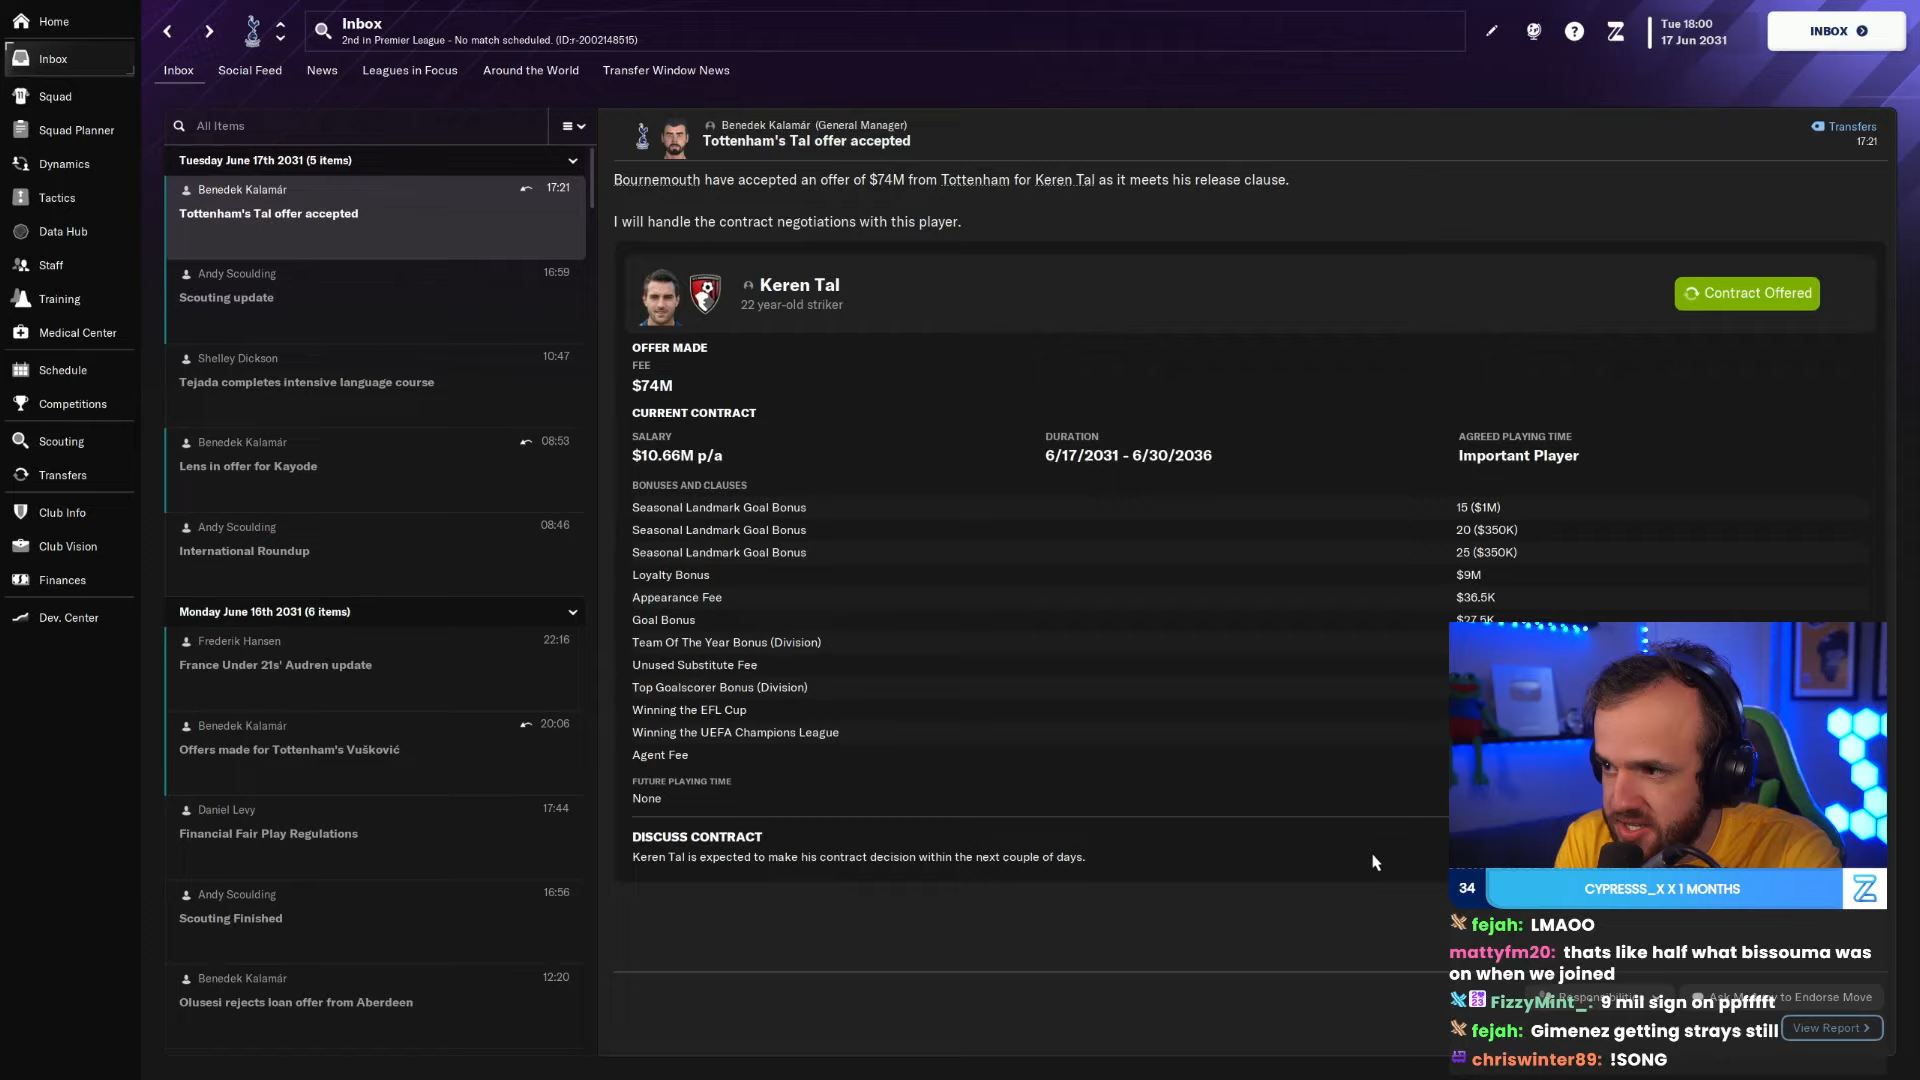 Home
Inbox
Squad
Squad Planner
Dynamics
Tactics
Data Hub
Staff
Training
Medical Center
Schedule
Competitions
Scouting
Transfers
Club Info
Club Vision
Finances
Dev. Center
Inbox
2nd in Premier League - No match scheduled. (ID:r-2002148515)
Tue 18:00
17 Jun 2031
INBOX
Inbox
Social Feed
News
Leagues in Focus
Around the World
Transfer Window News
All Items
Tuesday June 17th 2031 (5 items)
Benedek Kalamár 17:21
Tottenham's Tal offer accepted
Andy Scoulding 16:59
Scouting update
Shelley Dickson 10:47
Tejada completes intensive language course
Benedek Kalamár 08:53
Lens in offer for Kayode
Andy Scoulding 08:46
International Roundup
Monday June 16th 2031 (6 items)
Frederik Hansen 22:16
France Under 21s' Audren update
Benedek Kalamár 20:06
Offers made for Tottenham's Vušković
Daniel Levy 17:44
Financial Fair Play Regulations
Andy Scoulding 16:56
Scouting Finished
Benedek Kalamár 12:20
Olusesi rejects loan offer from Aberdeen
Benedek Kalamár (General Manager)
Tottenham's Tal offer accepted
Transfers
17:21
Bournemouth have accepted an offer of $74M from Tottenham for Keren Tal as it meets his release clause.
I will handle the contract negotiations with this player.
Keren Tal
22 year-old striker
Contract Offered
OFFER MADE
FEE
$74M
CURRENT CONTRACT
SALARY DURATION AGREED PLAYING TIME
$10.66M p/a 6/17/2031 - 6/30/2036 Important Player
BONUSES AND CLAUSES
Seasonal Landmark Goal Bonus 15 ($1M)
Seasonal Landmark Goal Bonus 20 ($350K)
Seasonal Landmark Goal Bonus 25 ($350K)
Loyalty Bonus $9M
Appearance Fee $36.5K
Goal Bonus $27.5K
Team Of The Year Bonus (Division)
Unused Substitute Fee
Top Goalscorer Bonus (Division)
Winning the EFL Cup
Winning the UEFA Champions League
Agent Fee
FUTURE PLAYING TIME
None
DISCUSS CONTRACT
Keren Tal is expected to make his contract decision within the next couple of days.
34 CYPRESSS_X X 1 MONTHS
fejah: LMAOO
mattyfm20: thats like half what bissouma was
on when we joined
FizzyMint_: 9 mil sign on ppfffft
to Endorse Move
fejah: Gimenez getting strays still
View Report
chriswinter89: !SONG